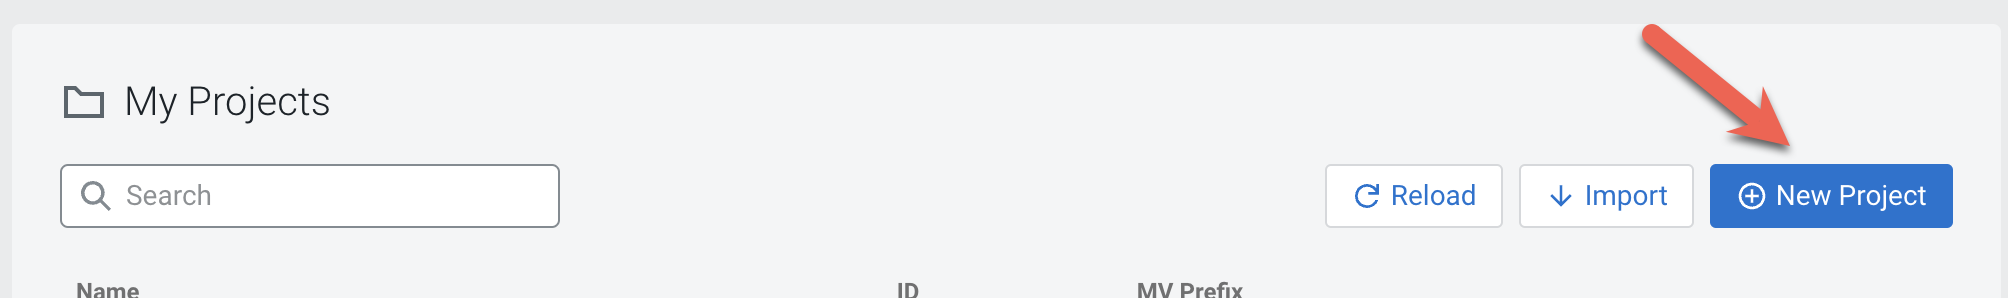 My Projects
Search
Reload
Import
New Project
Name
ID
MV Prefix